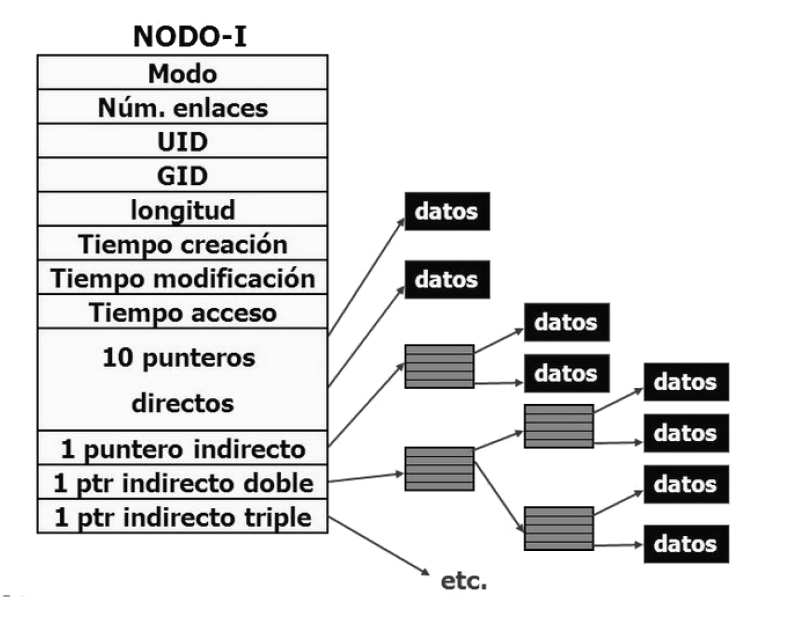 NODO-I
Modo
Núm. enlaces
UID
GID
longitud
Tiempo creación
Tiempo modificación
Tiempo acceso
10 punteros
directos
1 puntero indirecto
1 ptr indirecto doble
1 ptr indirecto triple
datos
datos
datos
datos
datos
datos
datos
datos
etc.